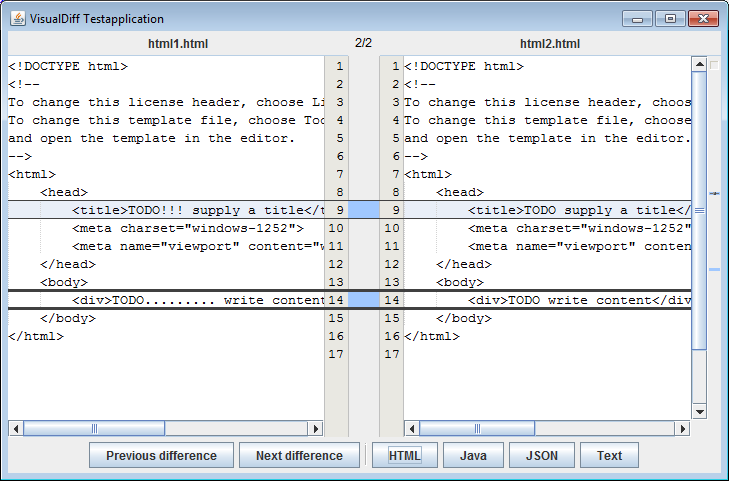 VisualDiff Testapplication
html1.html 2/2 html2.html
<!DOCTYPE html> 1 1 <!DOCTYPE html>
<!-- 2 2 <!--
To change this license header, choose Li 3 3 To change this license header, choos
To change this template file, choose Too 4 4 To change this template file, choose
and open the template in the editor. 5 5 and open the template in the editor.
--> 6 6 -->
<html> 7 7 <html>
<head> 8 8 <head>
<title>TODO!!! supply a title</t 9 9 <title>TODO supply a title</
<meta charset="windows-1252"> 10 10 <meta charset="windows-1252"
<meta name="viewport" content="w 11 11 <meta name="viewport" conten
</head> 12 12 </head>
<body> 13 13 <body>
<div>TODO......... write content 14 14 <div>TODO write content</div
</body> 15 15 </body>
</html> 16 16 </html>
17 17
Previous difference Next difference HTML Java JSON Text